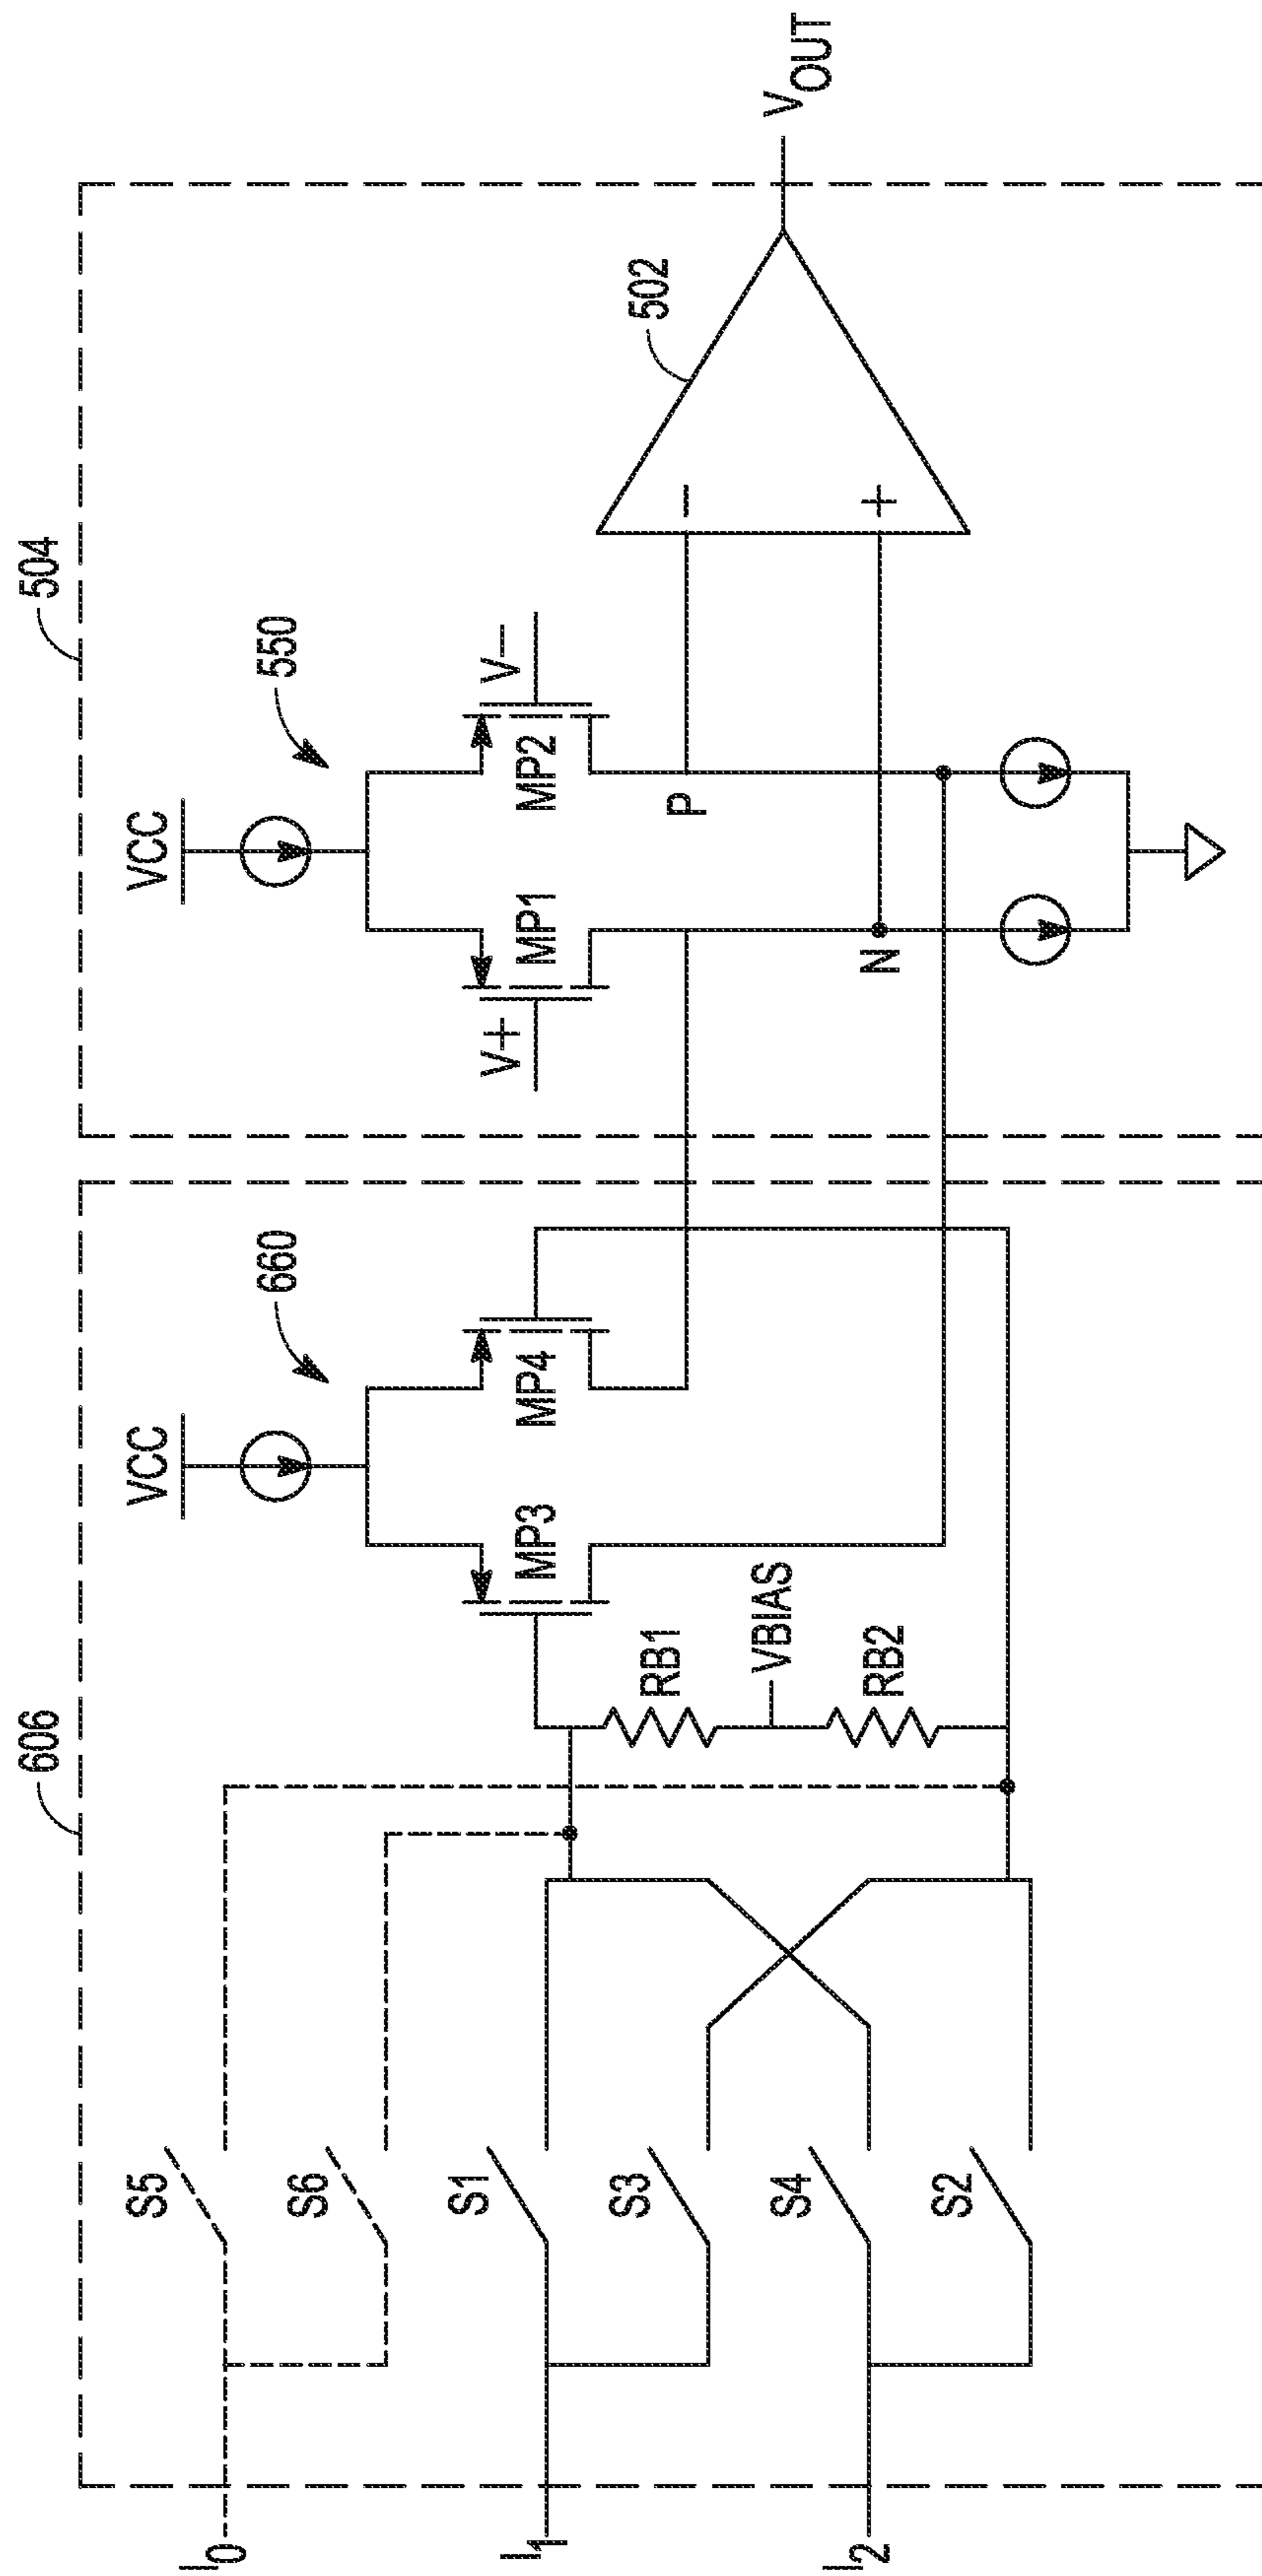 606
504
VCC
VCC
660
550
S5
S6
S1
S3
S4
S2
I0
I1
I2
MP3
MP4
V+
MP1
MP2
V−
RB1
VBIAS
RB2
P
N
502
−
+
VOUT